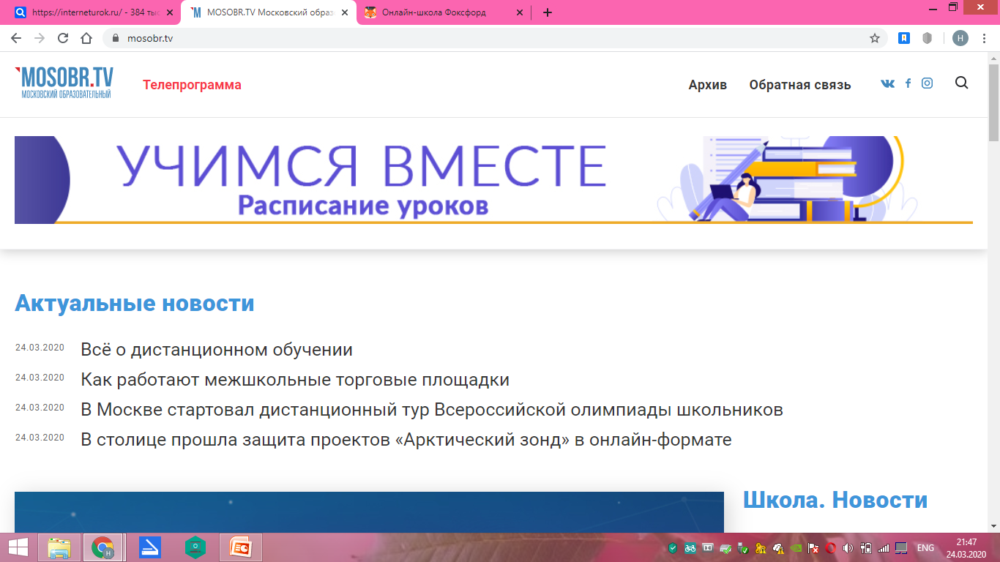 https://interneturok.ru/ - 384 тыс
MOSOBR.TV Московский образ
Онлайн-школа Фоксфорд
mosobr.tv
Н
MOSOBR.TV
МОСКОВСКИЙ ОБРАЗОВАТЕЛЬНЫЙ
Телепрограмма
Архив
Обратная связь
УЧИМСЯ ВМЕСТЕ
Расписание уроков
Актуальные новости
24.03.2020 Всё о дистанционном обучении
24.03.2020 Как работают межшкольные торговые площадки
24.03.2020 В Москве стартовал дистанционный тур Всероссийской олимпиады школьников
24.03.2020 В столице прошла защита проектов «Арктический зонд» в онлайн-формате
Школа. Новости
ENG
21:47
24.03.2020